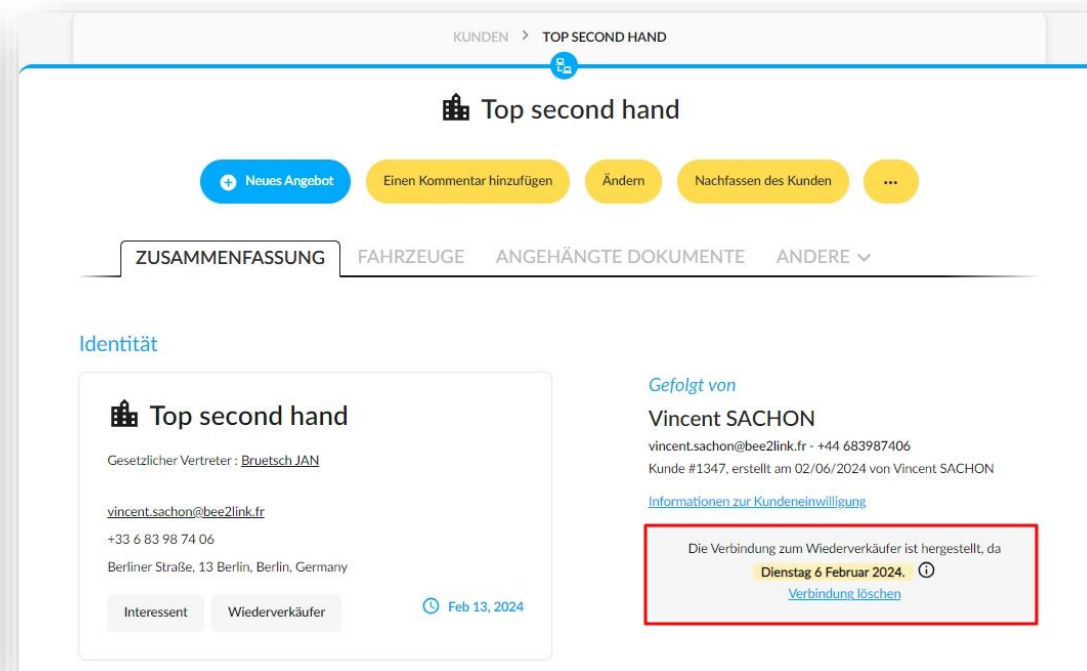 KUNDEN > TOP SECOND HAND
Top second hand
Neues Angebot
Einen Kommentar hinzufügen
Ändern
Nachfassen des Kunden
...
ZUSAMMENFASSUNG
FAHRZEUGE
ANGEHÄNGTE DOKUMENTE
ANDERE
Identität
Top second hand
Gesetzlicher Vertreter : Bruetsch JAN
vincent.sachon@bee2link.fr
+33 6 83 98 74 06
Berliner Straße, 13 Berlin, Berlin, Germany
Interessent
Wiederverkäufer
Feb 13, 2024
Gefolgt von
Vincent SACHON
vincent.sachon@bee2link.fr - +44 683987406
Kunde #1347, erstellt am 02/06/2024 von Vincent SACHON
Informationen zur Kundeneinwilligung
Die Verbindung zum Wiederverkäufer ist hergestellt, da
Dienstag 6 Februar 2024.
Verbindung löschen